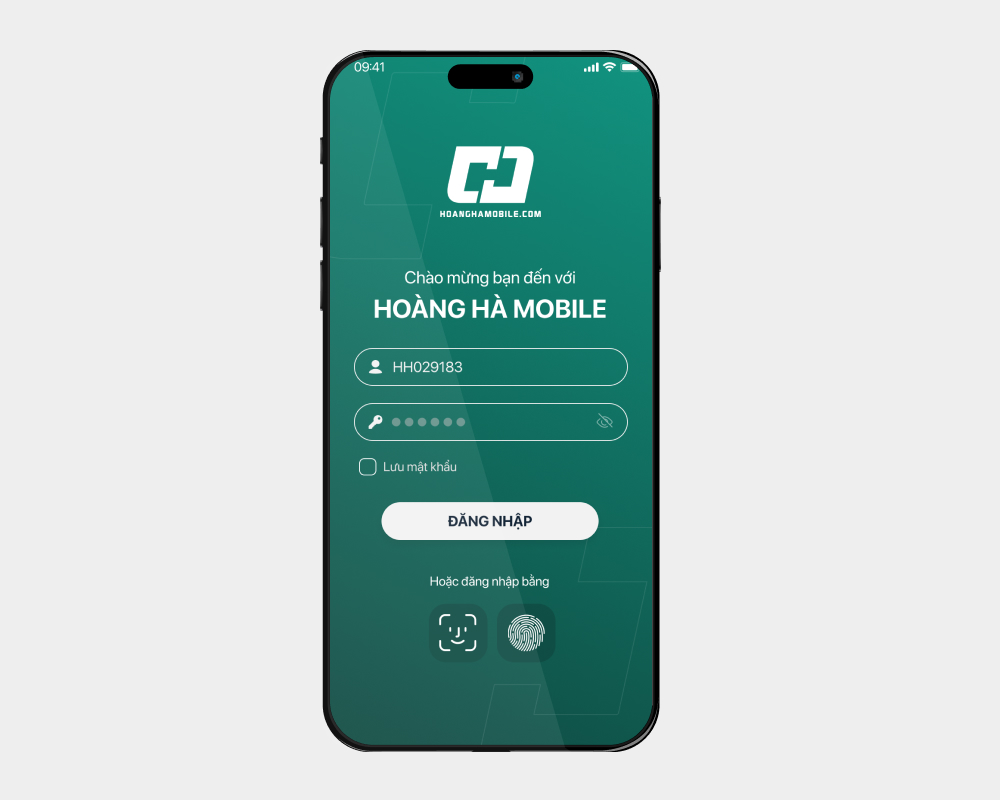 09:41
HOANGHAMOBILE.COM
Chào mừng bạn đến với
HOÀNG HÀ MOBILE
HH029183
Lưu mật khẩu
ĐĂNG NHẬP
Hoặc đăng nhập bằng